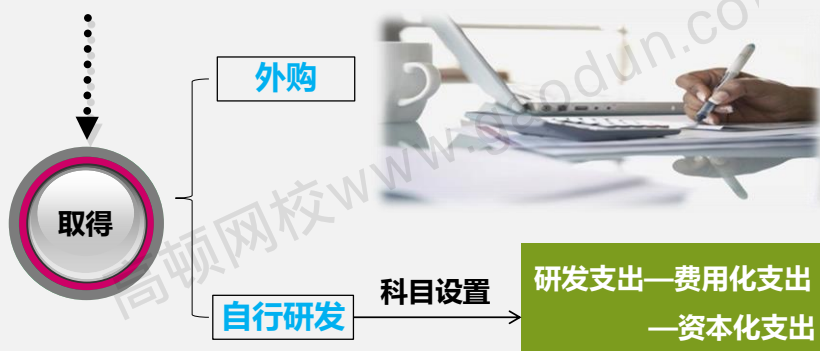 外购
取得
自行研发
科目设置
研发支出—费用化支出
—资本化支出
高顿网校www.gaodun.com